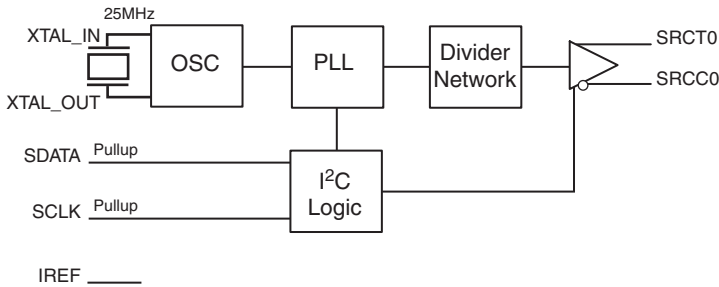 25MHz
XTAL_IN
XTAL_OUT
OSC
PLL
Divider
Network
SRCT0
SRCC0
SDATA Pullup
SCLK Pullup
I²C
Logic
IREF